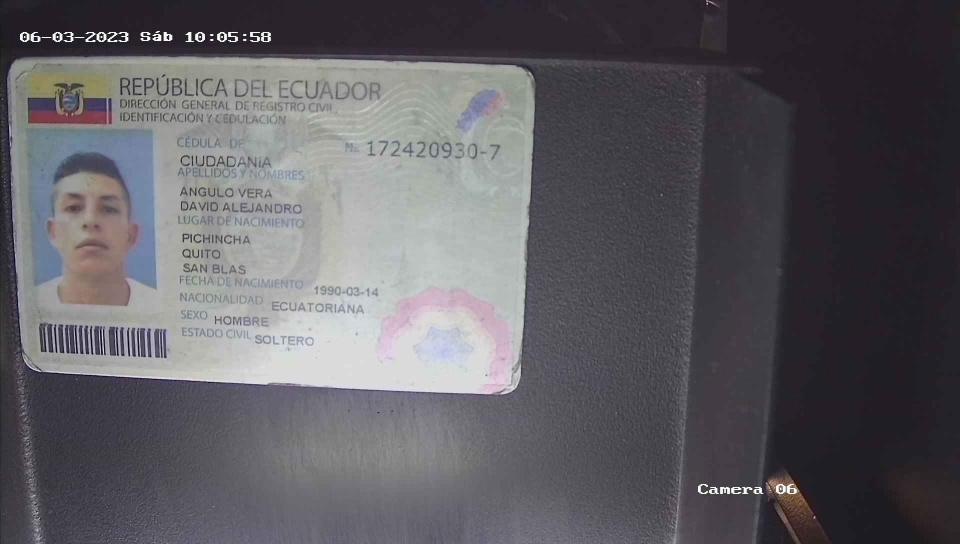 06-03-2023 Sáb 10:05:58
REPÚBLICA DEL ECUADOR
DIRECCIÓN GENERAL DE REGISTRO CIVIL
IDENTIFICACIÓN Y CEDULACIÓN
CÉDULA DE
No. 172420930-7
CIUDADANÍA
APELLIDOS Y NOMBRES
ANGULO VERA
DAVID ALEJANDRO
LUGAR DE NACIMIENTO
PICHINCHA
QUITO
SAN BLAS
FECHA DE NACIMIENTO 1990-03-14
NACIONALIDAD ECUATORIANA
SEXO HOMBRE
ESTADO CIVIL SOLTERO
Camera 06